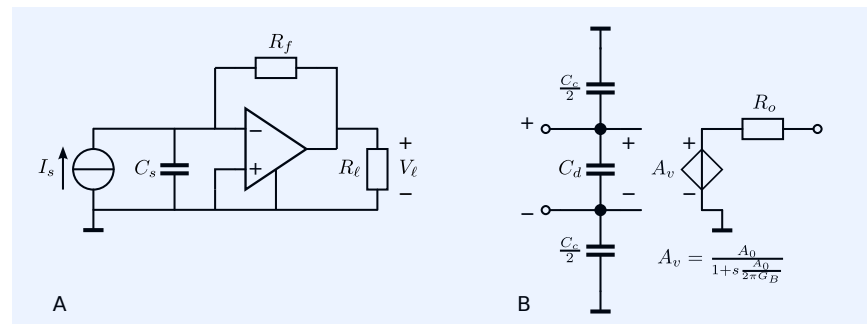 R_f
−
+
I_s
C_s
R_ℓ
+
V_ℓ
−
A
C_c/2
+
+
C_d
−
−
C_c/2
R_o
+
A_v
−
A_v = A_0/(1+s A_0/(2πG_B))
B